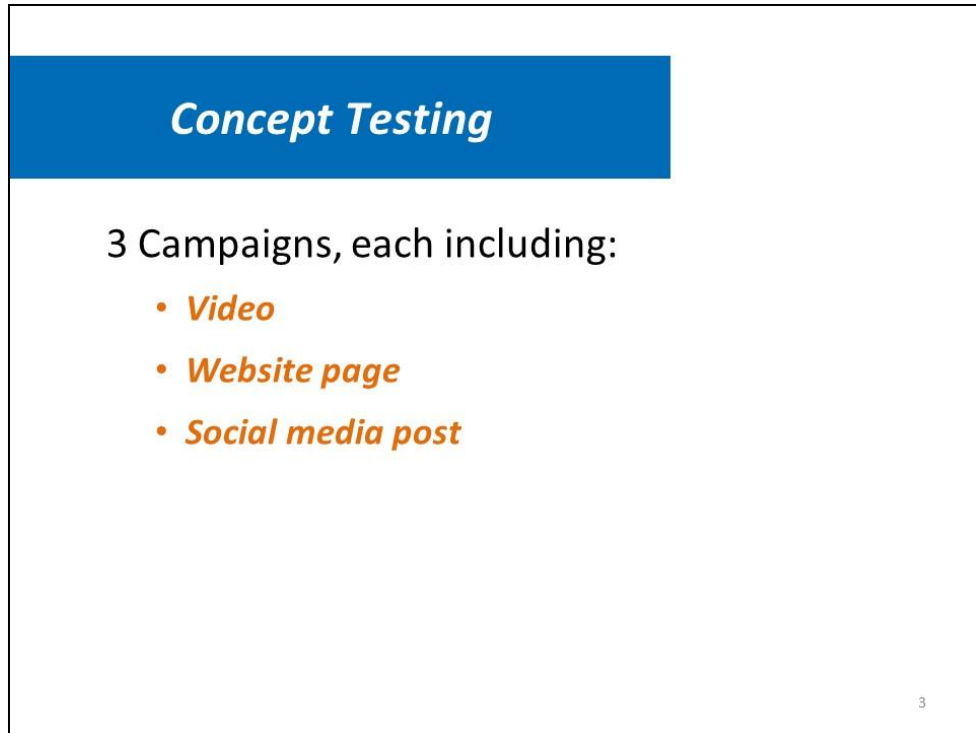 Concept Testing
3 Campaigns, each including:
• Video
• Website page
• Social media post
3